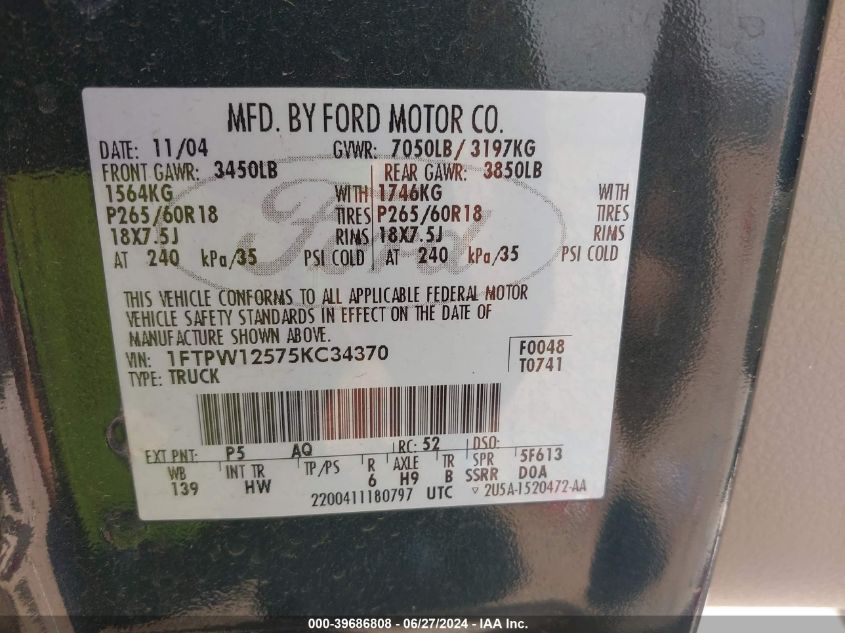 MFD. BY FORD MOTOR CO.
DATE: 11/04 GVWR: 7050LB/ 3197KG
FRONT GAWR: 3450LB REAR GAWR: 3850LB
1564KG WITH 1746KG WITH
P265/60R18 TIRES P265/60R18 TIRES
18X7.5J RIMS 18X7.5J RIMS
AT 240 kPa/35 PSI COLD AT 240 kPa/35 PSI COLD
Ford
THIS VEHICLE CONFORMS TO ALL APPLICABLE FEDERAL MOTOR
VEHICLE SAFETY STANDARDS IN EFFECT ON THE DATE OF
MANUFACTURE SHOWN ABOVE.
VIN: 1FTPW12575KC34370 F0048
TYPE: TRUCK T0741
EXT PNT: P5 AQ RC: 52 DSO:
WB INT TR TP/PS R AXLE TR SPR 5F613
139 HW 6 H9 B SSRR D0A
2200411180797 UTC ▽ 2U5A-1520472-AA
000-39686808 - 06/27/2024 - IAA Inc.